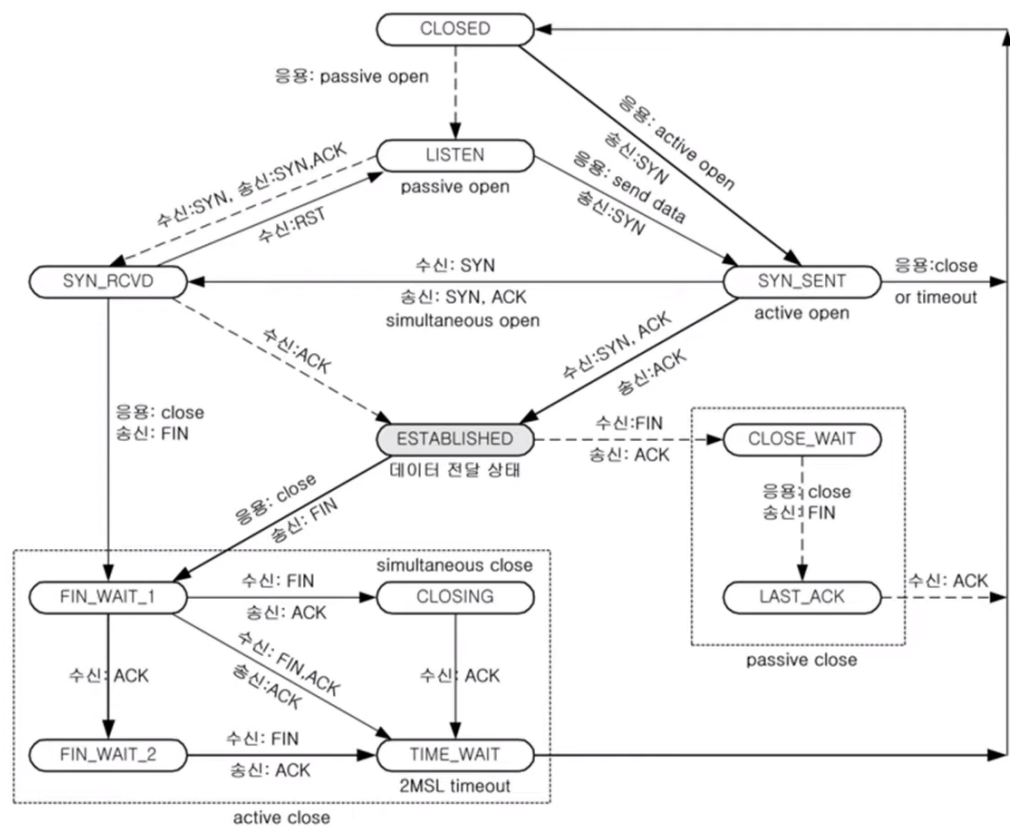 CLOSED
응용: passive open
응용: active open
송신:SYN
LISTEN
passive open
응용: send data
송신:SYN
수신:SYN, 송신:SYN,ACK
수신:RST
SYN_RCVD
수신: SYN
송신: SYN, ACK
simultaneous open
SYN_SENT
active open
응용:close
or timeout
수신:ACK
수신:SYN, ACK
송신:ACK
응용: close
송신: FIN
ESTABLISHED
데이터 전달 상태
수신:FIN
송신: ACK
CLOSE_WAIT
응용: close
송신: FIN
응용: close
송신: FIN
simultaneous close
FIN_WAIT_1
수신: FIN
송신: ACK
CLOSING
LAST_ACK
수신: ACK
passive close
수신: FIN,ACK
송신:ACK
수신: ACK
수신: ACK
FIN_WAIT_2
수신: FIN
송신: ACK
TIME_WAIT
2MSL timeout
active close